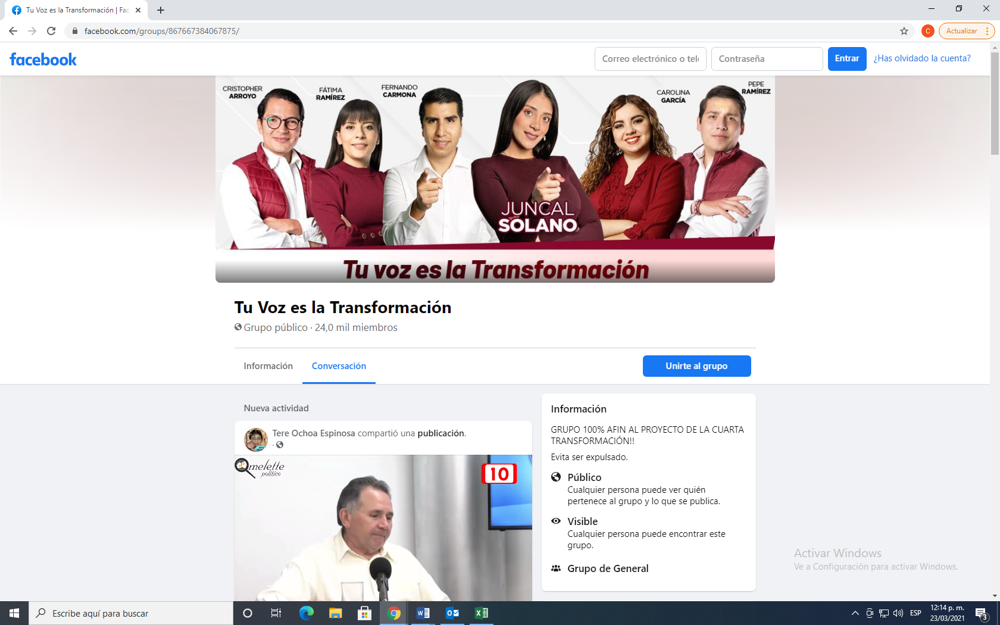 Tu Voz es la Transformación | Fac
facebook.com/groups/867667384067875/
C
Actualizar
facebook
Correo electrónico o telé
Contraseña
Entrar
¿Has olvidado la cuenta?
CRISTOPHER
ARROYO
FÁTIMA
RAMÍREZ
FERNANDO
CARMONA
CAROLINA
GARCÍA
PEPE
RAMÍREZ
JUNCAL
SOLANO
Tu voz es la Transformación
Tu Voz es la Transformación
Grupo público · 24,0 mil miembros
Información
Conversación
Unirte al grupo
Nueva actividad
Tere Ochoa Espinosa compartió una publicación.
Omelette
político
10
Información
GRUPO 100% AFIN AL PROYECTO DE LA CUARTA
TRANSFORMACIÓN!!
Evita ser expulsado.
Público
Cualquier persona puede ver quién
pertenece al grupo y lo que se publica.
Visible
Cualquier persona puede encontrar este
grupo.
Grupo de General
Activar Windows
Ve a Configuración para activar Windows.
Escribe aquí para buscar
ESP
12:14 p. m.
23/03/2021
3